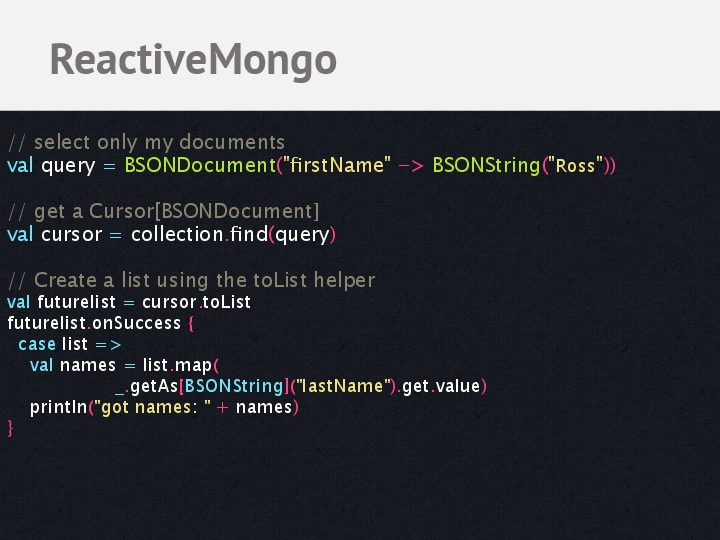 ReactiveMongo
// select only my documents
val query = BSONDocument("firstName" -> BSONString("Ross"))
// get a Cursor[BSONDocument]
val cursor = collection.find(query)
// Create a list using the toList helper
val futurelist = cursor.toList
futurelist.onSuccess {
case list =>
val names = list.map(
_.getAs[BSONString]("lastName").get.value)
println("got names: " + names)
}